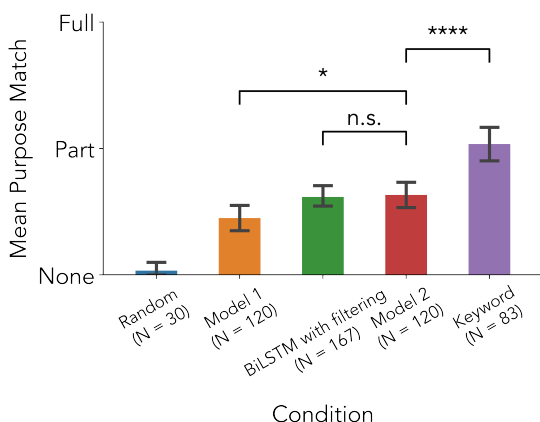 Full
Part
None
Mean Purpose Match
****
*
n.s.
Random
(N = 30)
Model 1
(N = 120)
BiLSTM with filtering
(N = 167)
Model 2
(N = 120)
Keyword
(N = 83)
Condition